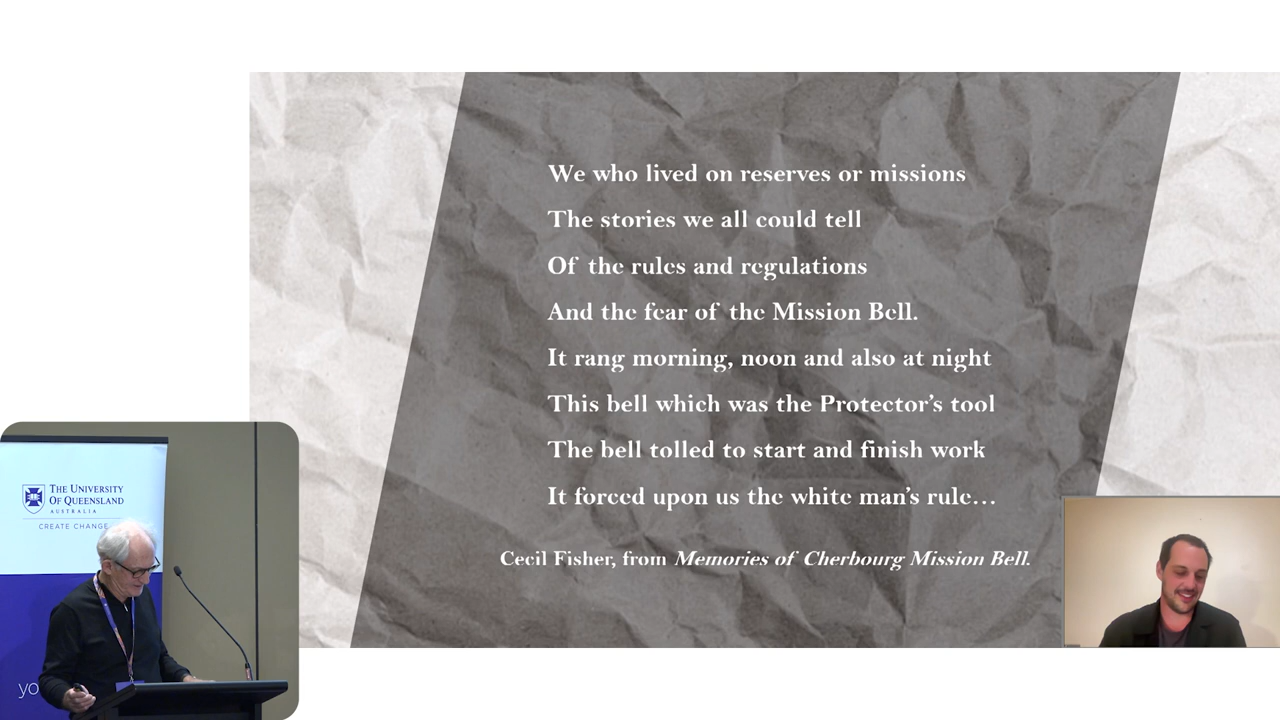 We who lived on reserves or missions
The stories we all could tell
Of the rules and regulations
And the fear of the Mission Bell.
It rang morning, noon and also at night
This bell which was the Protector's tool
The bell tolled to start and finish work
It forced upon us the white man's rule…
Cecil Fisher, from Memories of Cherbourg Mission Bell.
THE UNIVERSITY
OF QUEENSLAND
AUSTRALIA
CREATE CHANGE
yo